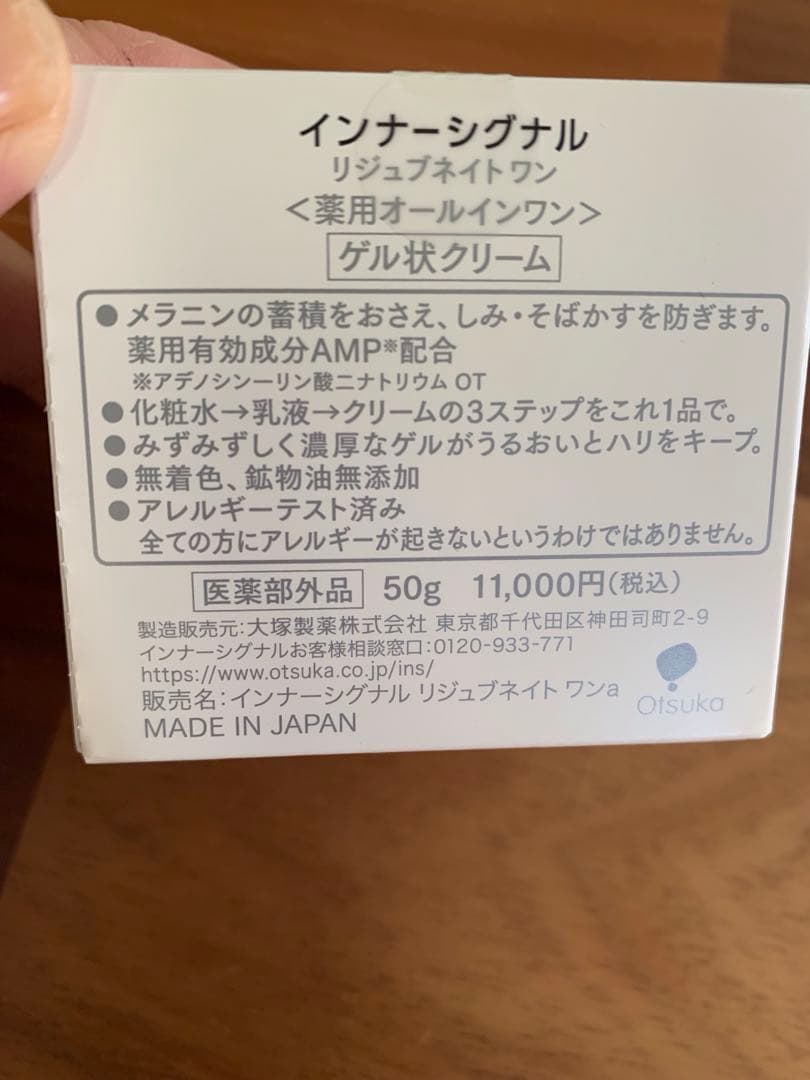 インナーシグナル
リジュブネイト ワン
＜薬用オールインワン＞
ゲル状クリーム
●メラニンの蓄積をおさえ、しみ・そばかすを防ぎます。
薬用有効成分AMP※配合
※アデノシン一リン酸二ナトリウム OT
●化粧水→乳液→クリームの3ステップをこれ1品で。
●みずみずしく濃厚なゲルがうるおいとハリをキープ。
●無着色、鉱物油無添加
●アレルギーテスト済み
全ての方にアレルギーが起きないというわけではありません。
医薬部外品 50g 11,000円(税込)
製造販売元:大塚製薬株式会社 東京都千代田区神田司町2-9
インナーシグナルお客様相談窓口:0120-933-771
https://www.otsuka.co.jp/ins/
販売名:インナーシグナル リジュブネイト ワンa
MADE IN JAPAN
Otsuka